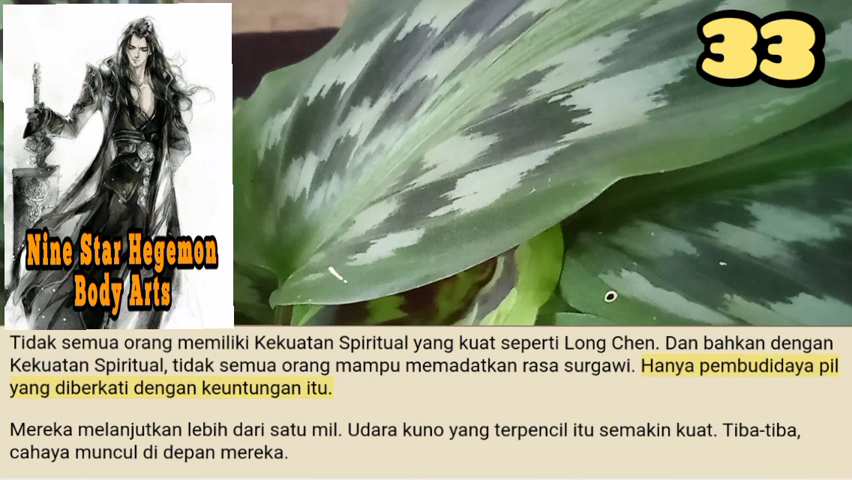 33
Nine Star Hegemon
Body Arts
Tidak semua orang memiliki Kekuatan Spiritual yang kuat seperti Long Chen. Dan bahkan dengan
Kekuatan Spiritual, tidak semua orang mampu memadatkan rasa surgawi. Hanya pembudidaya pil
yang diberkati dengan keuntungan itu.
Mereka melanjutkan lebih dari satu mil. Udara kuno yang terpencil itu semakin kuat. Tiba-tiba,
cahaya muncul di depan mereka.